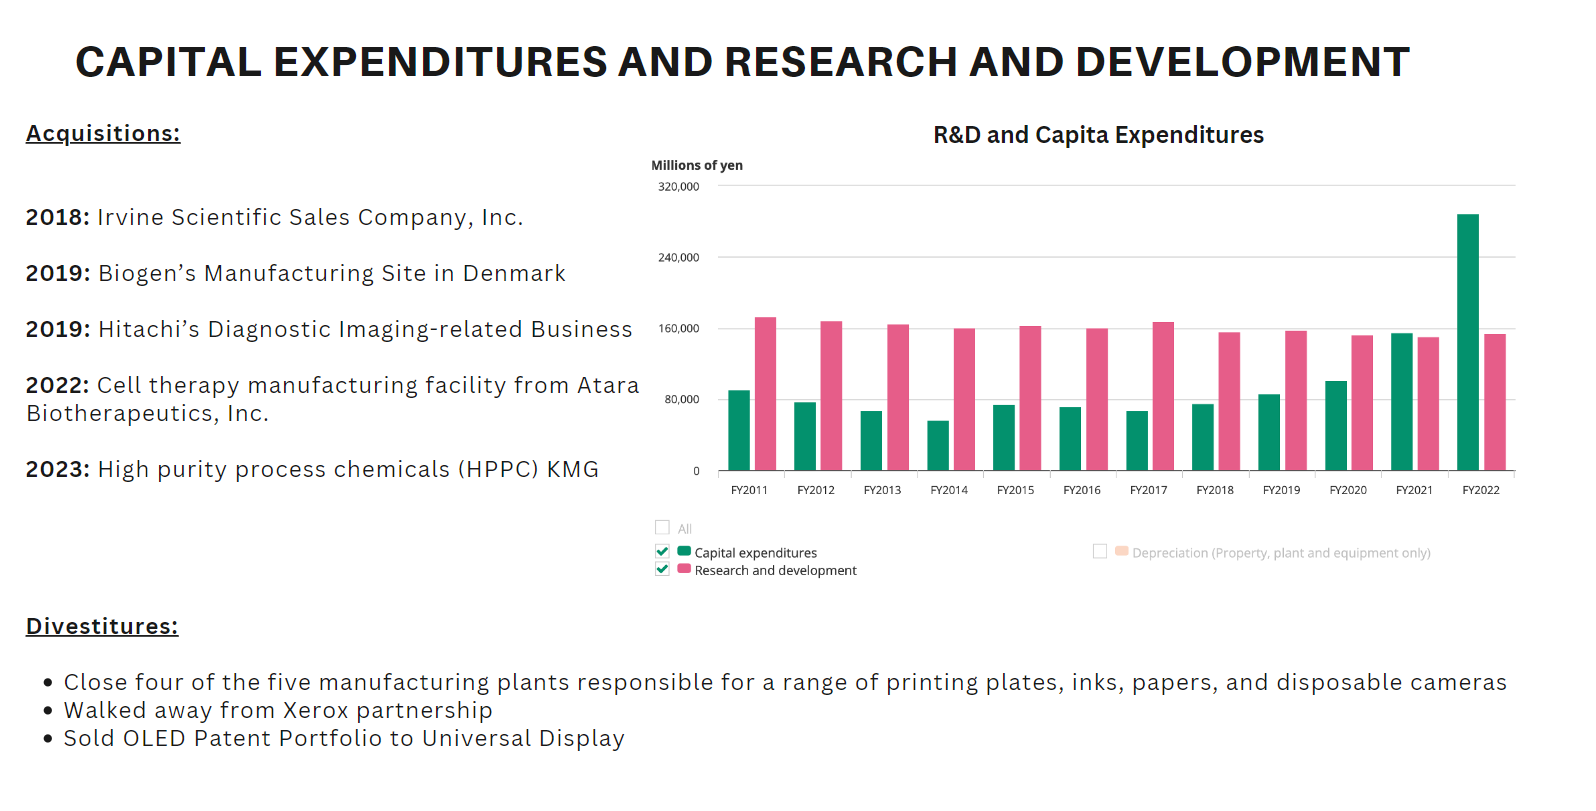 CAPITAL EXPENDITURES AND RESEARCH AND DEVELOPMENT
Acquisitions:
2018: Irvine Scientific Sales Company, Inc.
2019: Biogen’s Manufacturing Site in Denmark
2019: Hitachi’s Diagnostic Imaging-related Business
2022: Cell therapy manufacturing facility from Atara
Biotherapeutics, Inc.
2023: High purity process chemicals (HPPC) KMG
R&D and Capita Expenditures
Millions of yen
320,000
240,000
160,000
80,000
0
FY2011 FY2012 FY2013 FY2014 FY2015 FY2016 FY2017 FY2018 FY2019 FY2020 FY2021 FY2022
All
Capital expenditures
Research and development
Depreciation (Property, plant and equipment only)
Divestitures:
• Close four of the five manufacturing plants responsible for a range of printing plates, inks, papers, and disposable cameras
• Walked away from Xerox partnership
• Sold OLED Patent Portfolio to Universal Display